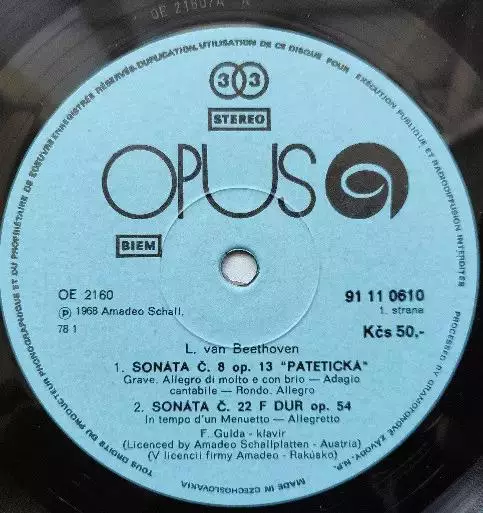 OE 21607A A
TOUS DROITS DU PRODUCTEUR PHONOGRAPHIQUE ET DU PROPRIÉTAIRE DE L'OEUVRE ENREGISTRÉE RÉSERVÉS. DUPLICATION, UTILISATION DE CE DISQUE POUR EXÉCUTION PUBLIQUE ET RADIODIFFUSION INTERDITES
33
STEREO
OPUS
BIEM
OE 2160
91 11 0610
℗ 1968 Amadeo Schall.
1. strana
78 1
Kčs 50,-
L. van Beethoven
1. SONÁTA Č. 8 op. 13 "PATETICKÁ"
Grave. Allegro di molto e con brio — Adagio
cantabile — Rondo. Allegro
2. SONÁTA Č. 22 F DUR op. 54
In tempo d'un Menuetto — Allegretto
F. Gulda - klavír
(Licenced by Amadeo Schallplatten - Austria)
(V licencii firmy Amadeo - Rakúsko)
PROCESSED BY GRAMOFONOVÉ ZÁVODY, N.P.
MADE IN CZECHOSLOVAKIA